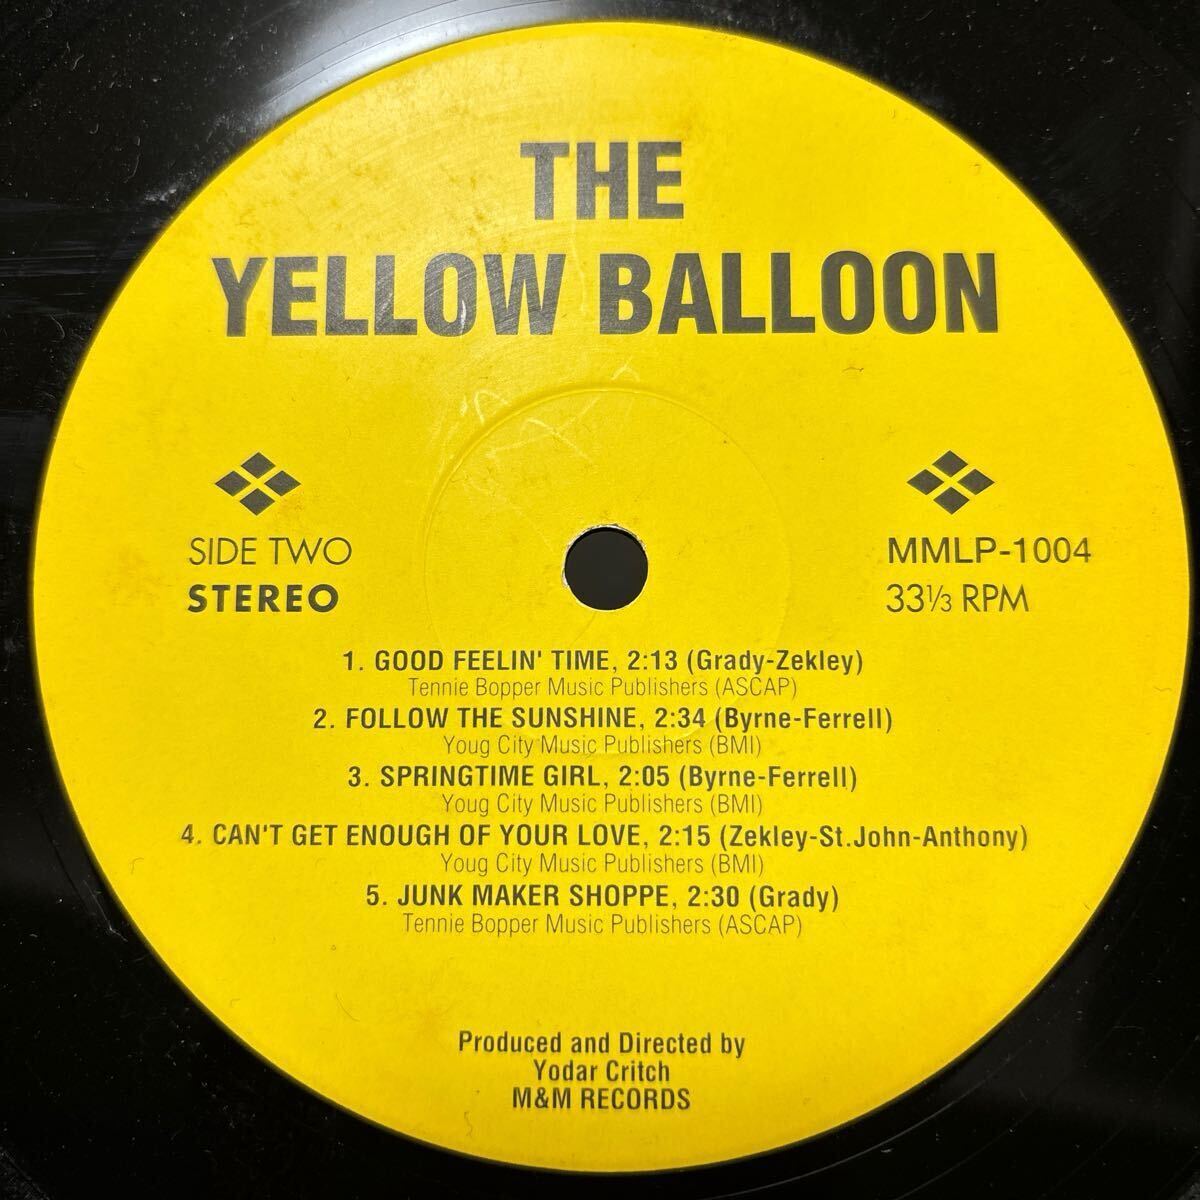 THE
YELLOW BALLOON
SIDE TWO
STEREO
MMLP-1004
33⅓ RPM
1. GOOD FEELIN' TIME, 2:13 (Grady-Zekley)
Tennie Bopper Music Publishers (ASCAP)
2. FOLLOW THE SUNSHINE, 2:34 (Byrne-Ferrell)
Youg City Music Publishers (BMI)
3. SPRINGTIME GIRL, 2:05 (Byrne-Ferrell)
Youg City Music Publishers (BMI)
4. CAN'T GET ENOUGH OF YOUR LOVE, 2:15 (Zekley-St.John-Anthony)
Youg City Music Publishers (BMI)
5. JUNK MAKER SHOPPE, 2:30 (Grady)
Tennie Bopper Music Publishers (ASCAP)
Produced and Directed by
Yodar Critch
M&M RECORDS